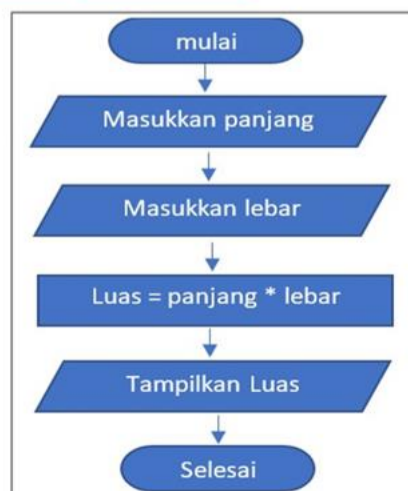 mulai
Masukkan panjang
Masukkan lebar
Luas = panjang * lebar
Tampilkan Luas
Selesai